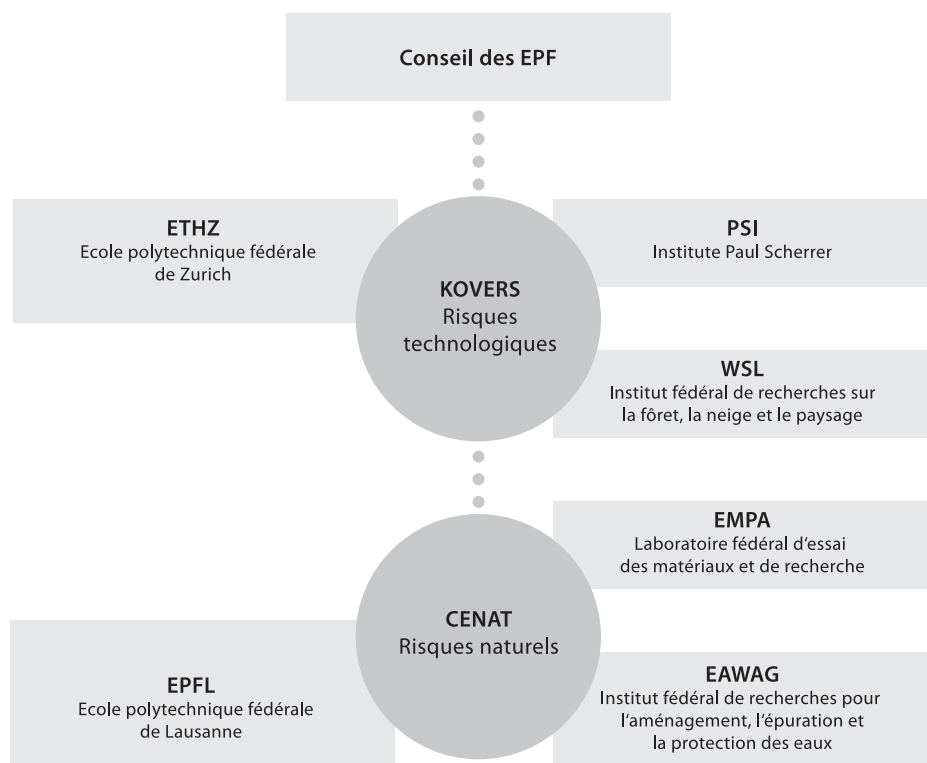 Conseil des EPF
ETHZ
Ecole polytechnique fédérale
de Zurich
PSI
Institute Paul Scherrer
KOVERS
Risques
technologiques
WSL
Institut fédéral de recherches sur
la fôret, la neige et le paysage
EMPA
Laboratoire fédéral d'essai
des matériaux et de recherche
CENAT
Risques naturels
EPFL
Ecole polytechnique fédérale
de Lausanne
EAWAG
Institut fédéral de recherches pour
l'aménagement, l'épuration et
la protection des eaux